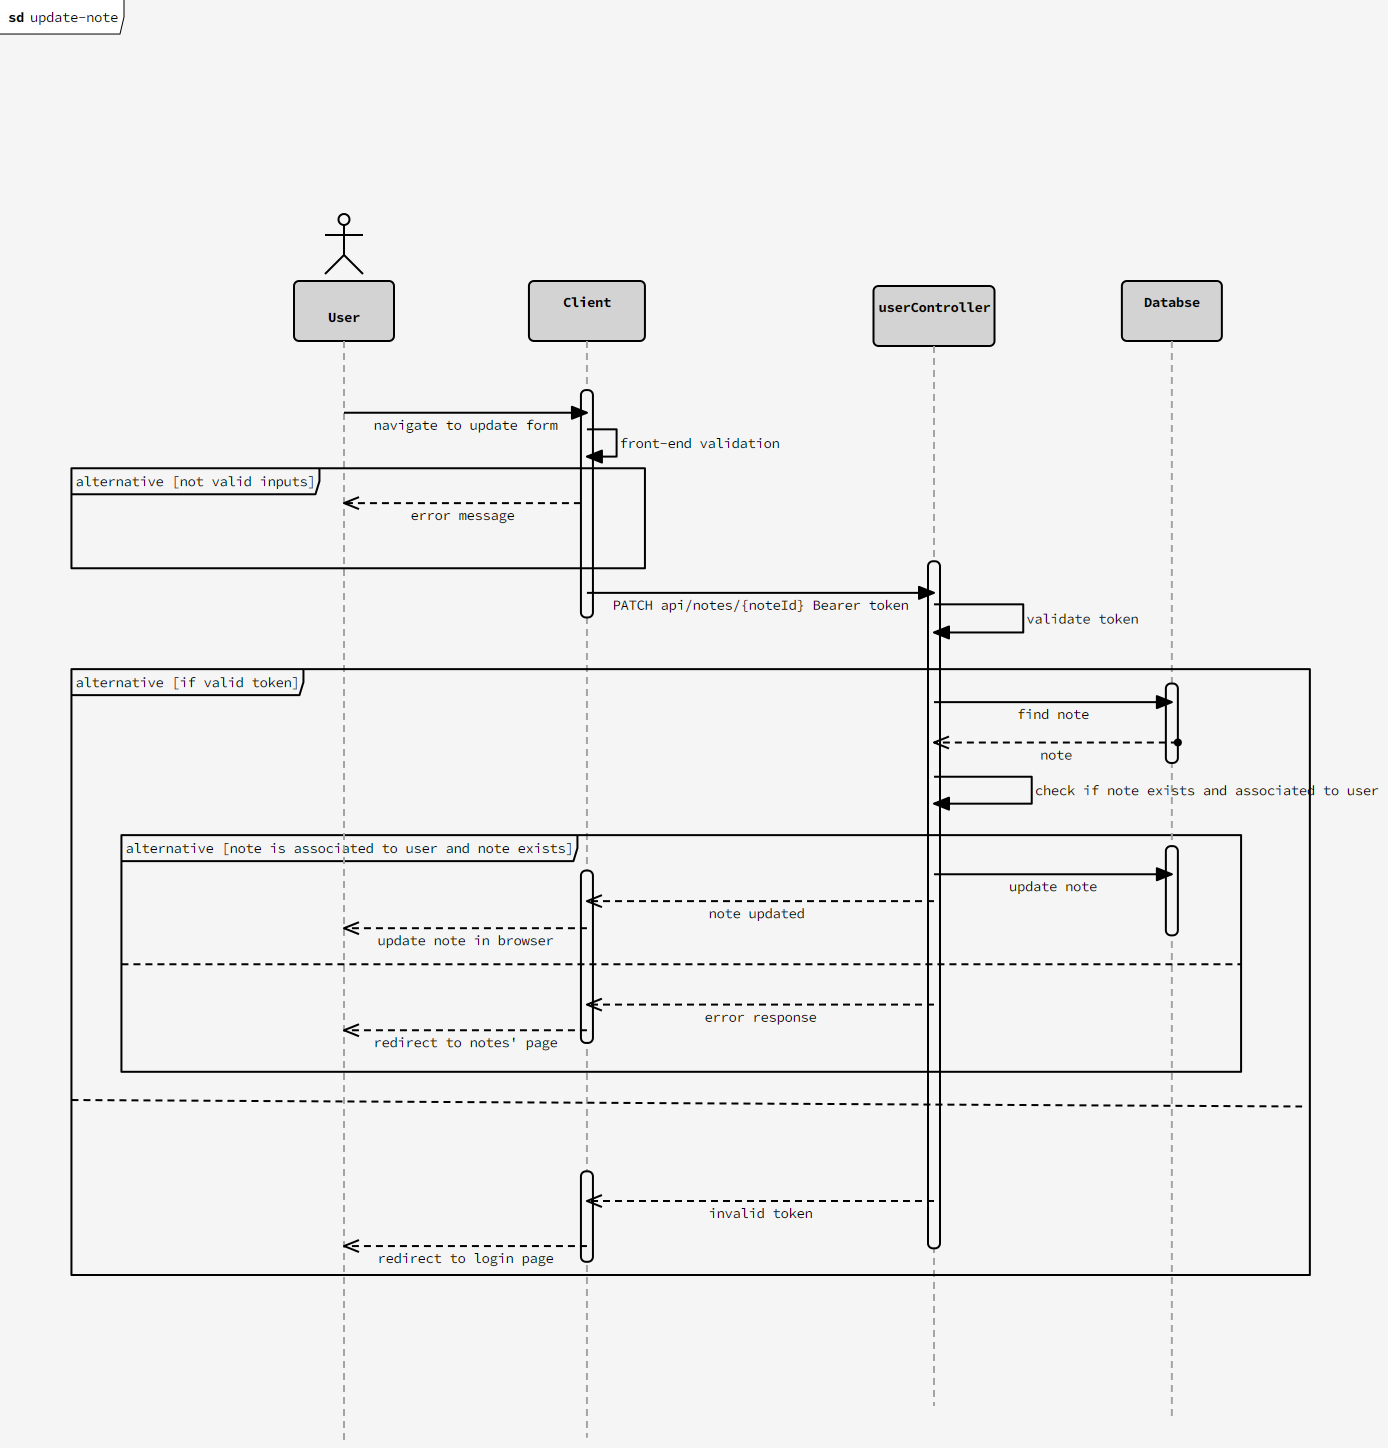 sd update-note
User
Client
userController
Databse
navigate to update form
front-end validation
alternative [not valid inputs]
error message
PATCH api/notes/{noteId} Bearer token
validate token
alternative [if valid token]
find note
note
check if note exists and associated to user
alternative [note is associated to user and note exists]
update note
note updated
update note in browser
error response
redirect to notes' page
invalid token
redirect to login page